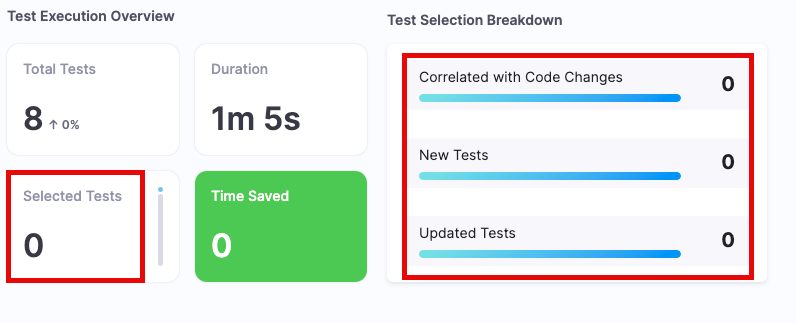 Test Execution Overview
Total Tests
8 ↑ 0%
Duration
1m 5s
Selected Tests
0
Time Saved
0
Test Selection Breakdown
Correlated with Code Changes 0
New Tests 0
Updated Tests 0